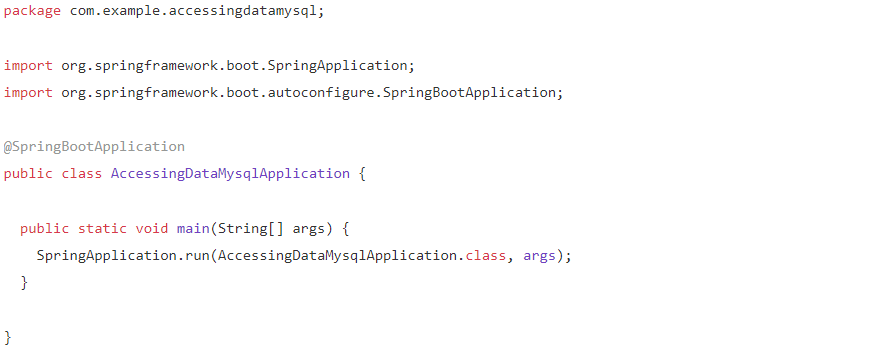 package com.example.accessingdatamysql;
import org.springframework.boot.SpringApplication;
import org.springframework.boot.autoconfigure.SpringBootApplication;
@SpringBootApplication
public class AccessingDataMysqlApplication {
public static void main(String[] args) {
SpringApplication.run(AccessingDataMysqlApplication.class, args);
}
}